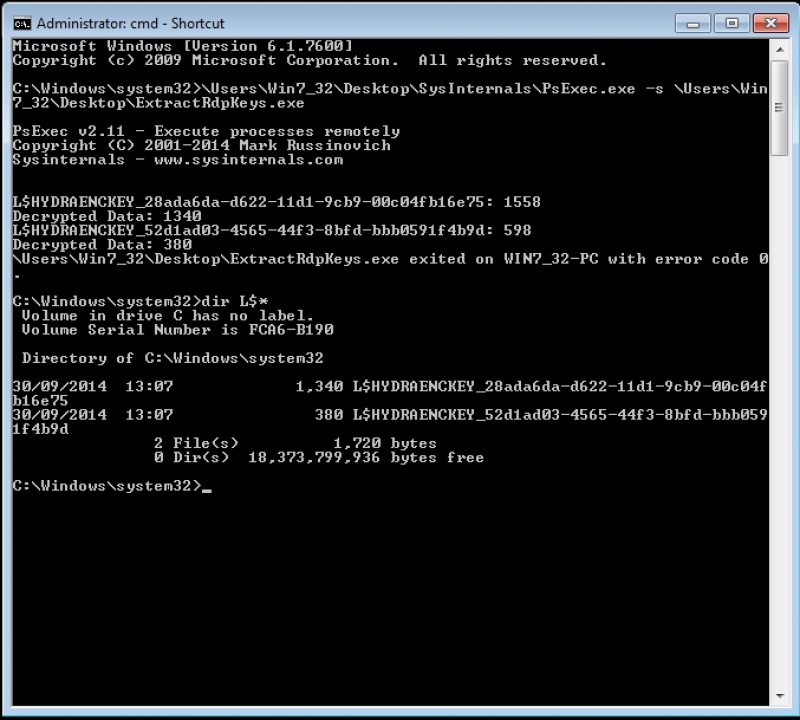 Administrator: cmd - Shortcut
Microsoft Windows [Version 6.1.7600]
Copyright (c) 2009 Microsoft Corporation.  All rights reserved.
C:\Windows\system32>\Users\Win7_32\Desktop\SysInternals\PsExec.exe -s \Users\Win
7_32\Desktop\ExtractRdpKeys.exe
PsExec v2.11 - Execute processes remotely
Copyright (C) 2001-2014 Mark Russinovich
Sysinternals - www.sysinternals.com
L$HYDRAENCKEY_28ada6da-d622-11d1-9cb9-00c04fb16e75: 1558
Decrypted Data: 1340
L$HYDRAENCKEY_52d1ad03-4565-44f3-8bfd-bbb0591f4b9d: 598
Decrypted Data: 380
\Users\Win7_32\Desktop\ExtractRdpKeys.exe exited on WIN7_32-PC with error code 0
.
C:\Windows\system32>dir L$*
 Volume in drive C has no label.
 Volume Serial Number is FCA6-B190
 Directory of C:\Windows\system32
30/09/2014  13:07             1,340 L$HYDRAENCKEY_28ada6da-d622-11d1-9cb9-00c04f
b16e75
30/09/2014  13:07               380 L$HYDRAENCKEY_52d1ad03-4565-44f3-8bfd-bbb059
1f4b9d
               2 File(s)          1,720 bytes
               0 Dir(s)  18,373,799,936 bytes free
C:\Windows\system32>_